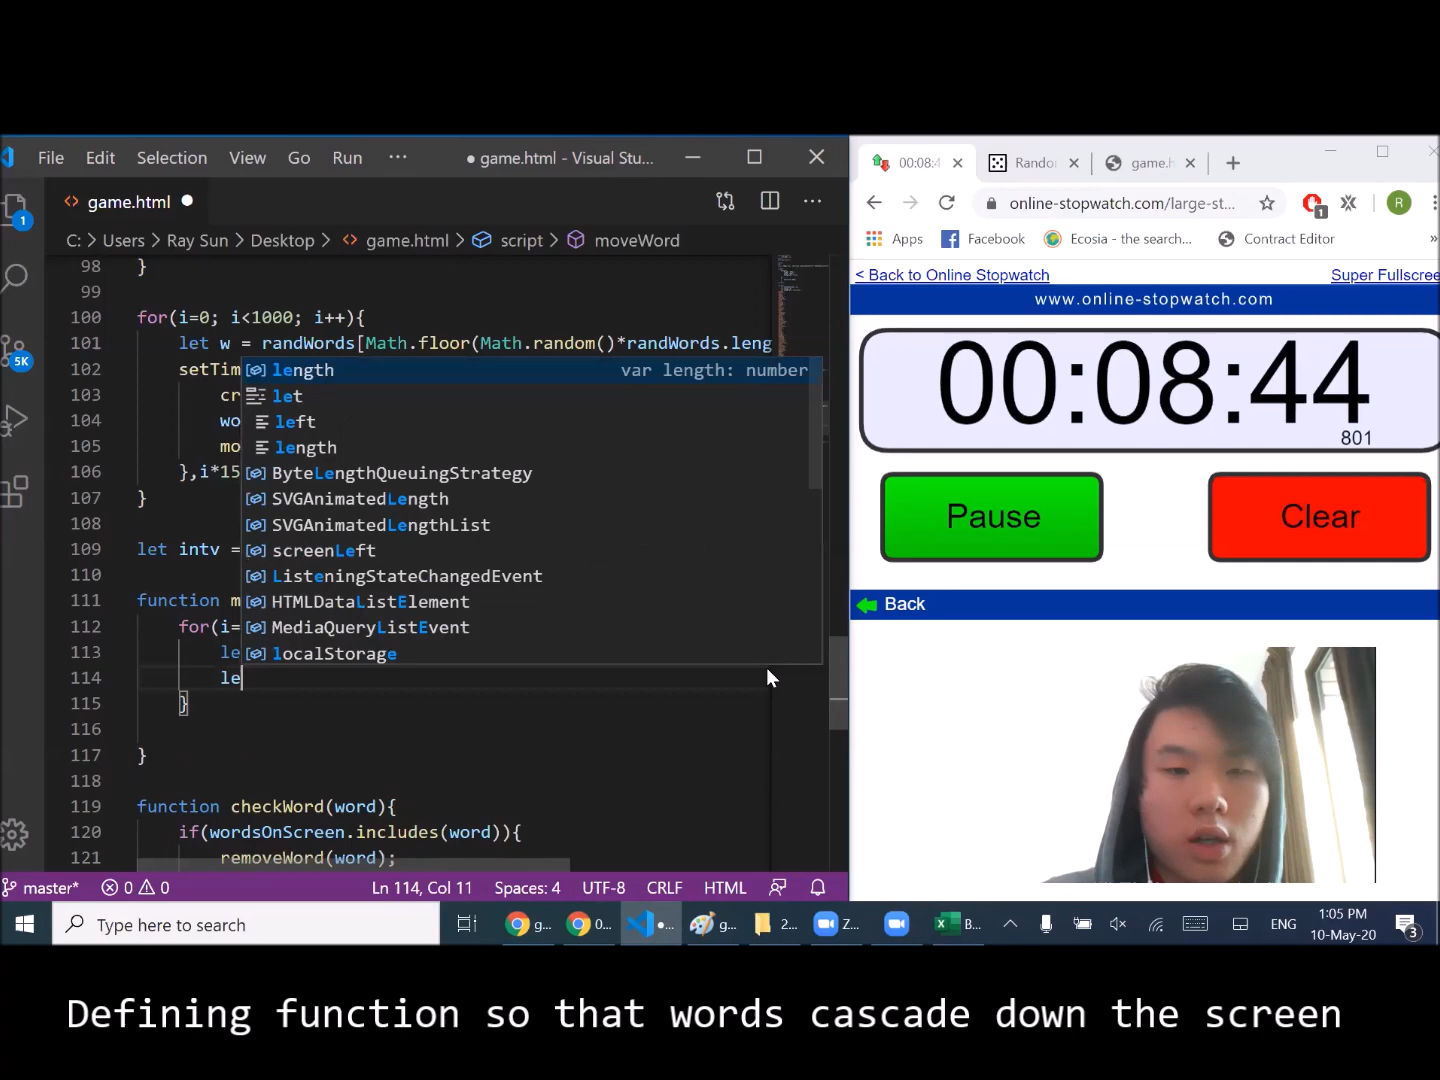 File Edit Selection View Go Run ··· ● game.html - Visual Stu...
game.html ●
C: > Users > Ray Sun > Desktop > game.html > script > moveWord
98 }
99
100 for(i=0; i<1000; i++){
101 let w = randWords[Math.floor(Math.random()*randWords.leng
102 setTim
103 cr
104 wo
105 mo
106 },i*15
107 }
108
109 let intv =
110
111 function m
112 for(i=
113 le
114 le
115 }
116
117 }
118
119 function checkWord(word){
120 if(wordsOnScreen.includes(word)){
121 removeWord(word);
length var length: number
let
left
length
ByteLengthQueuingStrategy
SVGAnimatedLength
SVGAnimatedLengthList
screenLeft
ListeningStateChangedEvent
HTMLDataListElement
MediaQueryListEvent
localStorage
1
5K
master* 0 0 Ln 114, Col 11 Spaces: 4 UTF-8 CRLF HTML
00:08:4 Rando game.h
online-stopwatch.com/large-st... 1 R
Apps Facebook Ecosia - the search... Contract Editor »
< Back to Online Stopwatch Super Fullscree
www.online-stopwatch.com
00:08:44
801
Pause Clear
Back
Type here to search g... 0... ●... g... 2... Z... B... ENG 1:05 PM
10-May-20 3
Defining function so that words cascade down the screen